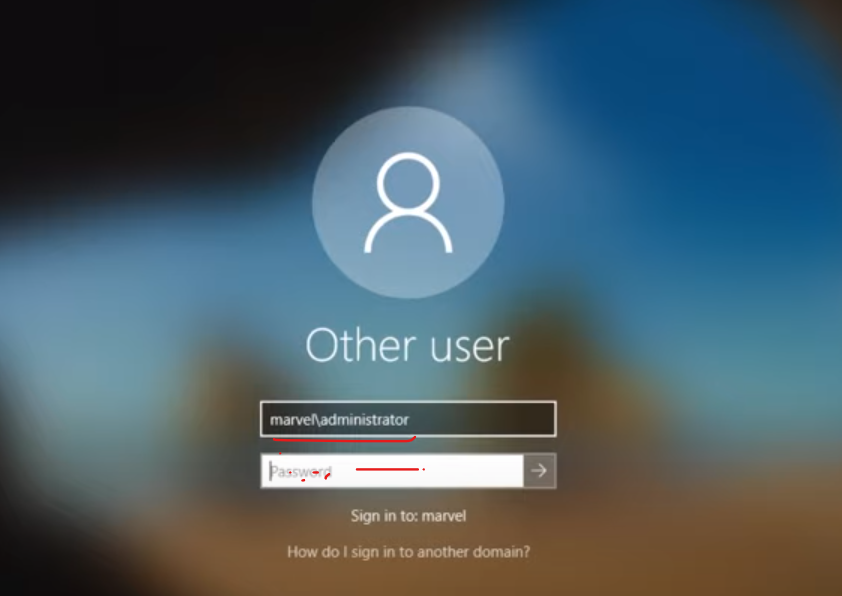 Other user
marvel\administrator
Password
Sign in to: marvel
How do I sign in to another domain?